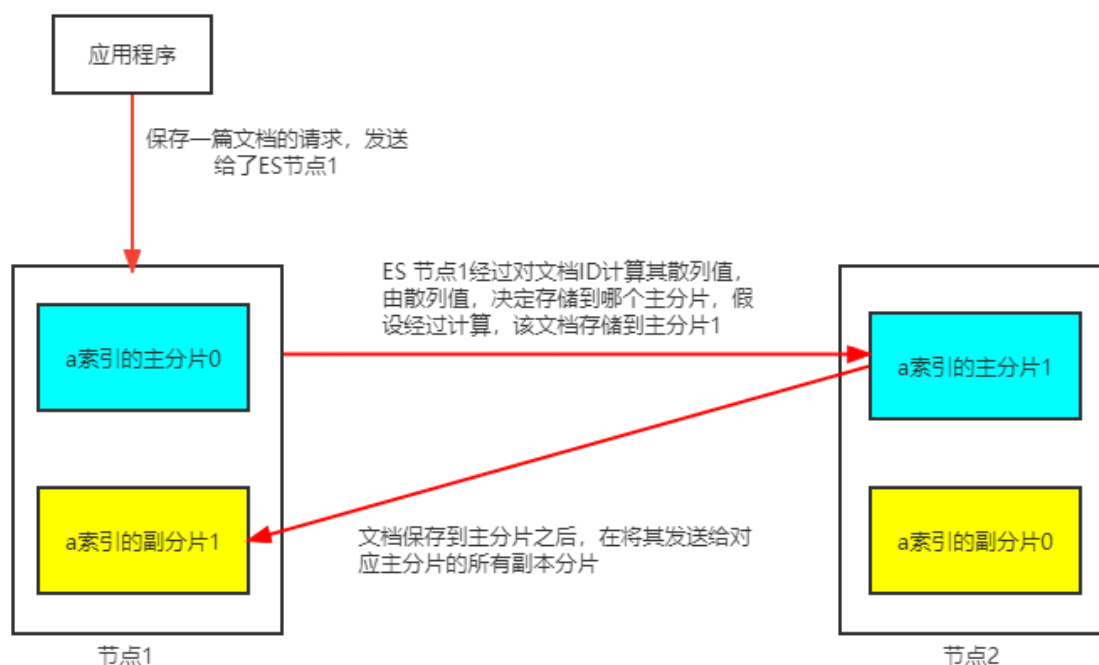 应用程序
保存一篇文档的请求，发送
给了ES节点1
ES 节点1经过对文档ID计算其散列值，
由散列值，决定存储到哪个主分片，假
设经过计算，该文档存储到主分片1
a索引的主分片0
a索引的主分片1
a索引的副分片1
文档保存到主分片之后，在将其发送给对
应主分片的所有副本分片
a索引的副分片0
节点1
节点2